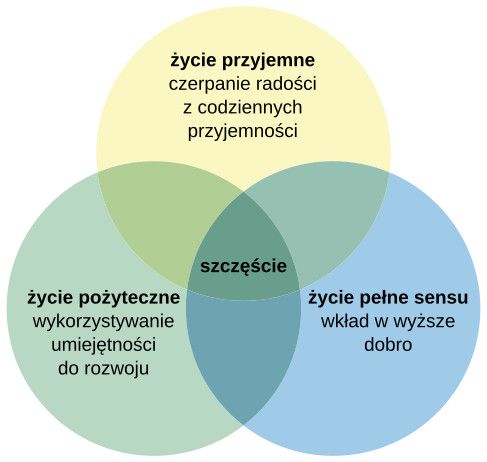 życie przyjemne
czerpanie radości
z codziennych
przyjemności
szczęście
życie pożyteczne
wykorzystywanie
umiejętności
do rozwoju
życie pełne sensu
wkład w wyższe
dobro